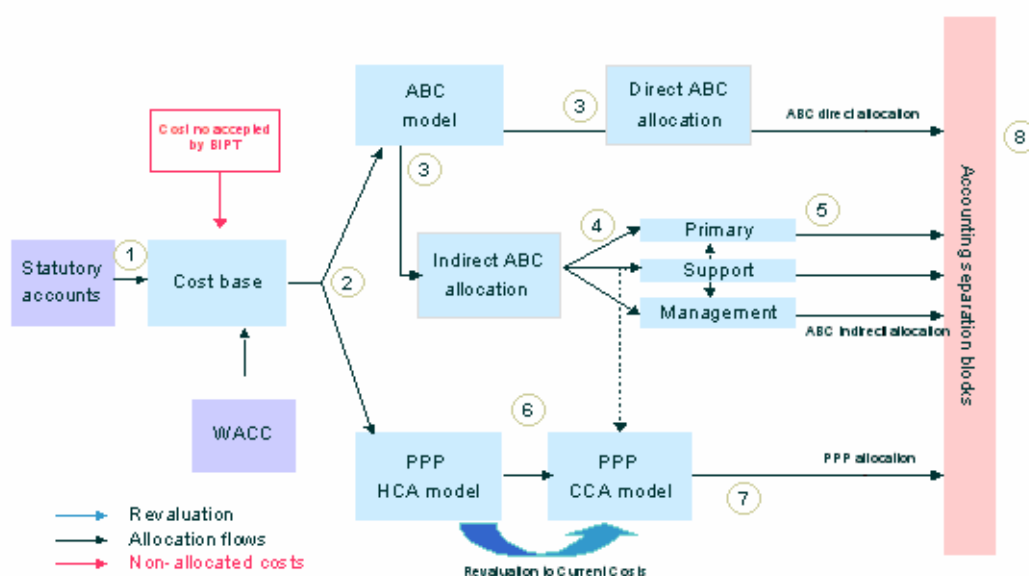 Cost no accepted
by BIPT
Statutory
accounts
1
Cost base
2
WACC
ABC
model
3
Direct ABC
allocation
ABC direct allocation
3
Indirect ABC
allocation
4
Primary
Support
Management
5
ABC Indirect allocation
PPP
HCA model
6
PPP
CCA model
7
PPP allocation
8
Accounting separation blocks
Revaluation
Allocation flows
Non-allocated costs
Revaluation to Current Costs